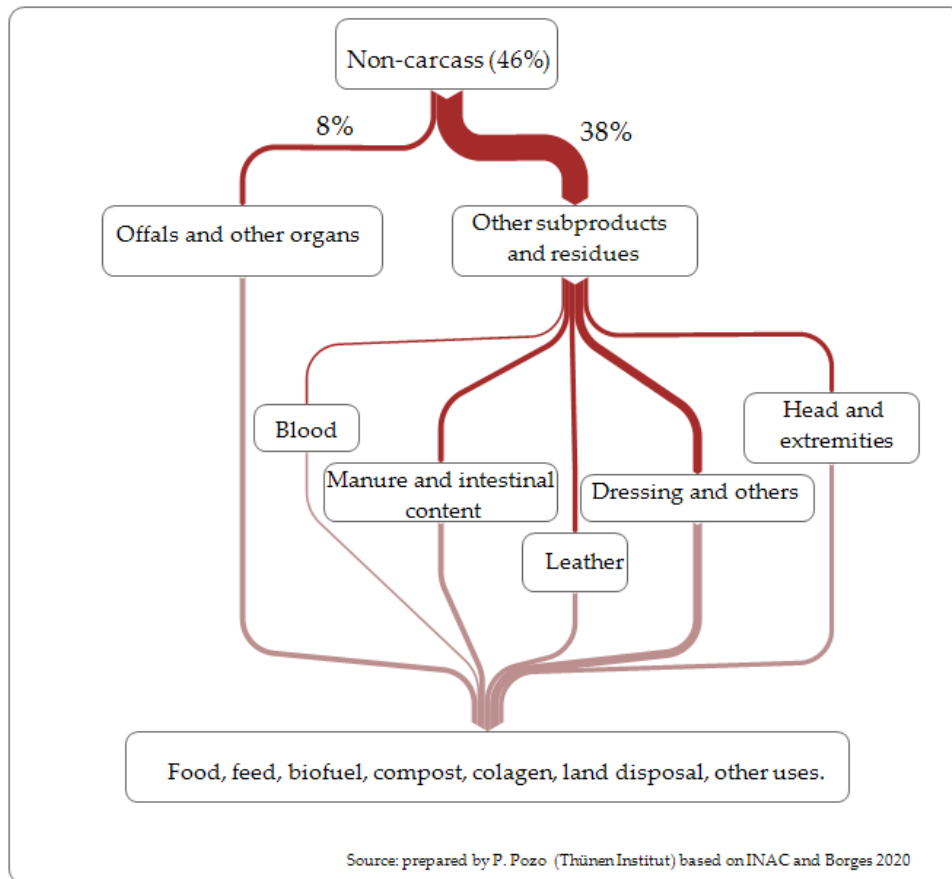 Non-carcass (46%)
8%
38%
Offals and other organs
Other subproducts
and residues
Blood
Manure and intestinal
content
Leather
Dressing and others
Head and
extremities
Food, feed, biofuel, compost, colagen, land disposal, other uses.
Source: prepared by P. Pozo (Thünen Institut) based on INAC and Borges 2020